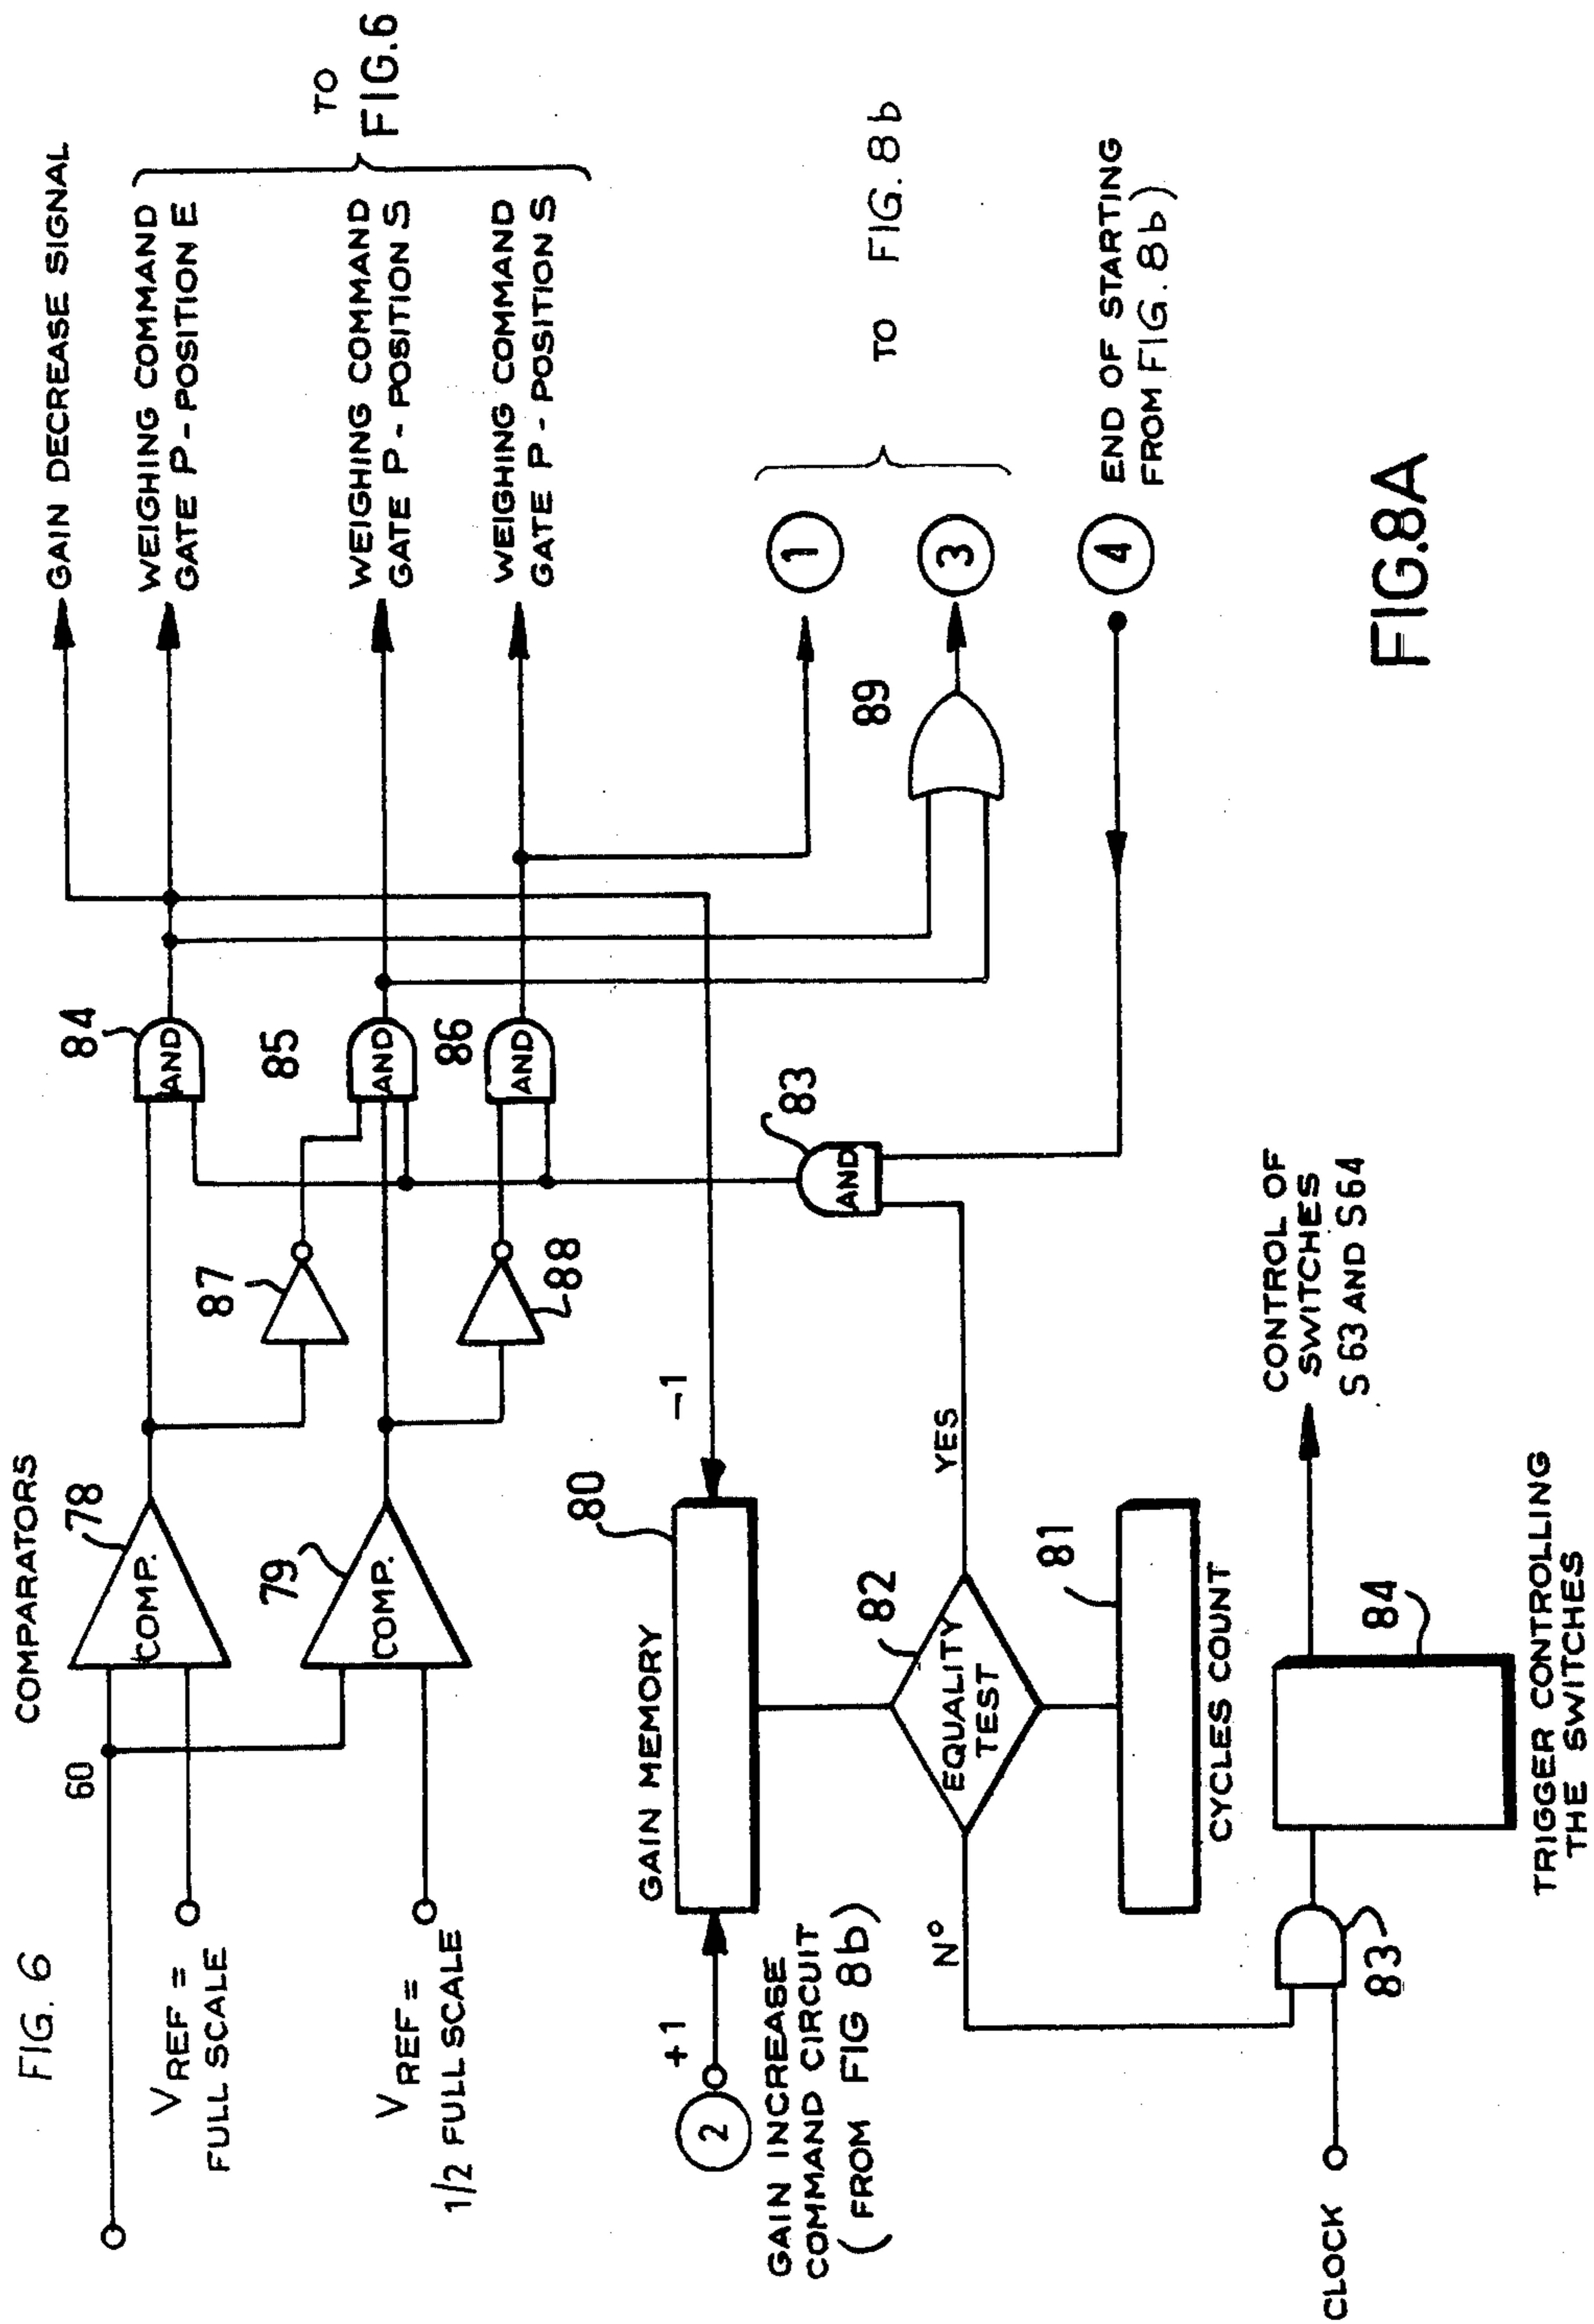 FIG. 6
COMPARATORS
60
78
COMP.
79
COMP.
V REF =
FULL SCALE
V REF =
1/2 FULL SCALE
87
88
84
AND
85
AND
86
AND
GAIN DECREASE SIGNAL
WEIGHING COMMAND
GATE P - POSITION E
WEIGHING COMMAND
GATE P - POSITION S
WEIGHING COMMAND
GATE P - POSITION S
TO
FIG.6
2
+1
GAIN INCREASE
COMMAND CIRCUIT
(FROM FIG 8b)
GAIN MEMORY
80
-1
83
AND
89
1
3
TO FIG. 8b
4
END OF STARTING
FROM FIG. 8b)
N°
EQUALITY
TEST
82
YES
81
CYCLES COUNT
CLOCK
83
84
TRIGGER CONTROLLING
THE SWITCHES
CONTROL OF
SWITCHES
S 63 AND S 64
FIG.8A